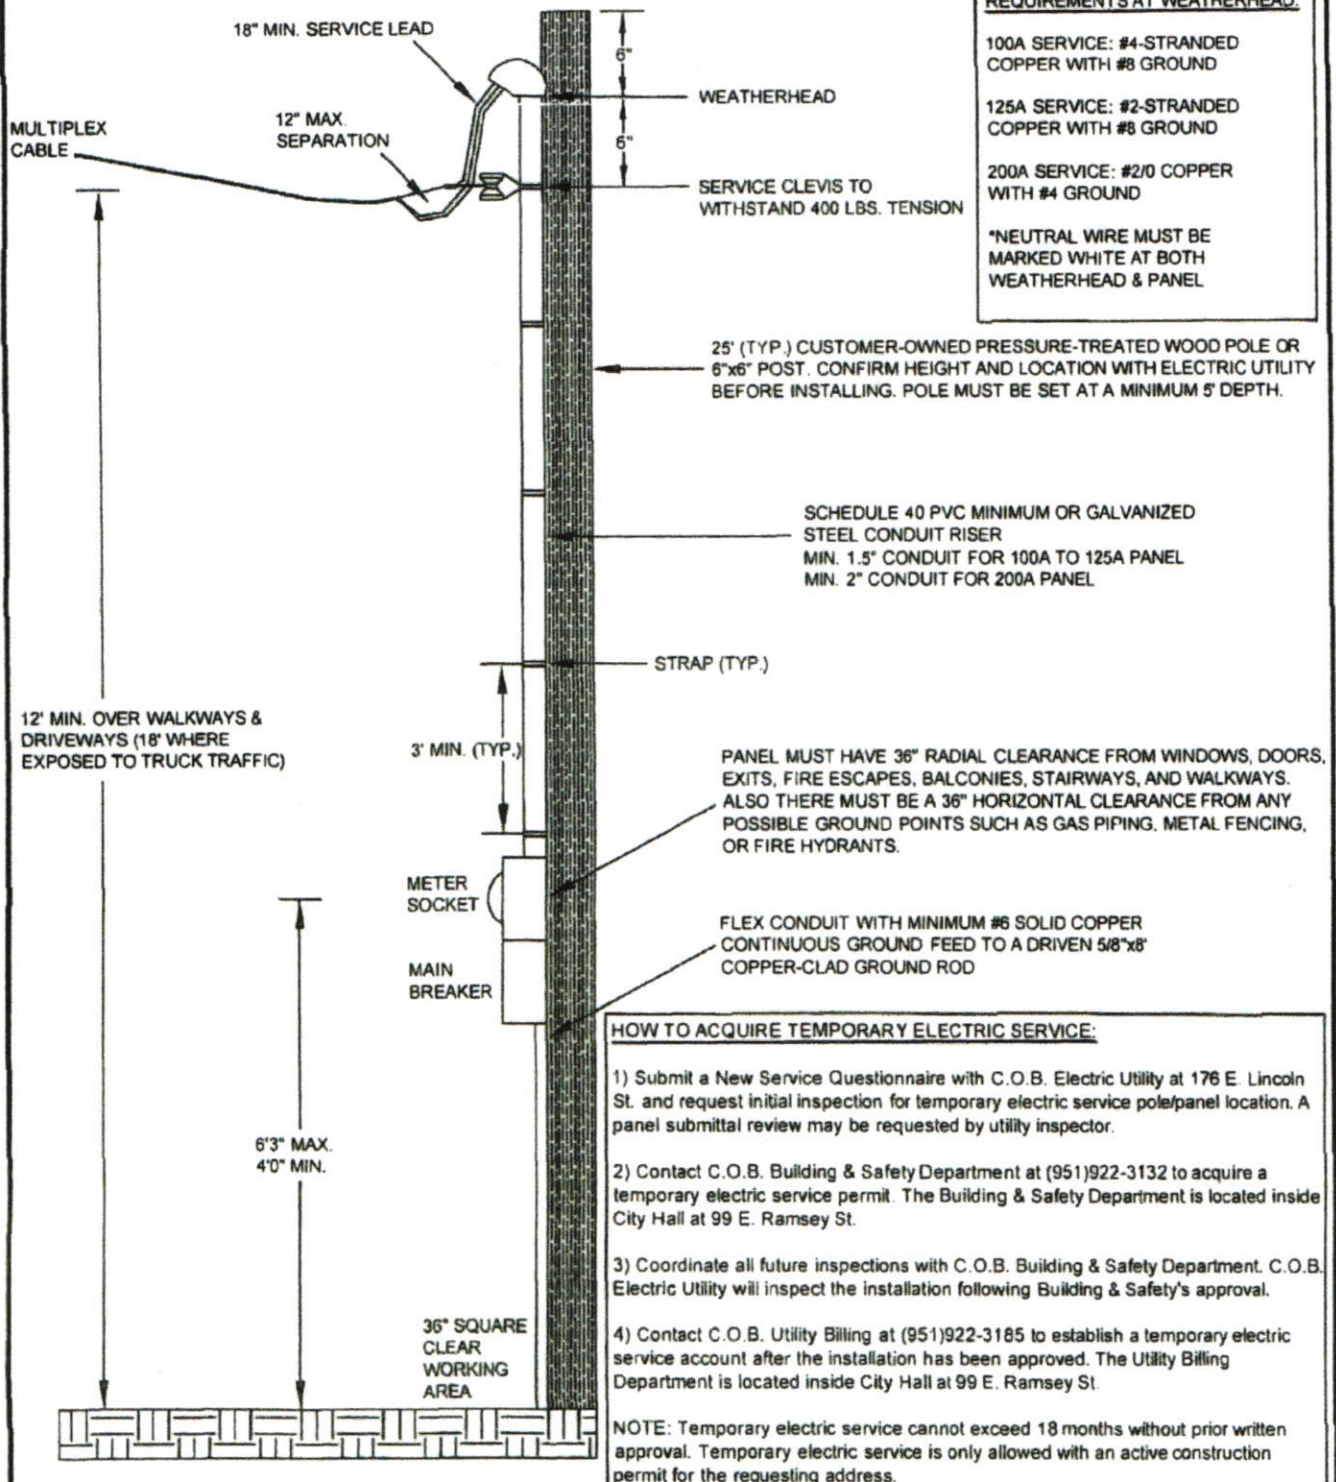 REQUIREMENTS AT WEATHERHEAD:
100A SERVICE: #4-STRANDED
COPPER WITH #8 GROUND
125A SERVICE: #2-STRANDED
COPPER WITH #8 GROUND
200A SERVICE: #2/0 COPPER
WITH #4 GROUND
*NEUTRAL WIRE MUST BE
MARKED WHITE AT BOTH
WEATHERHEAD & PANEL
18" MIN. SERVICE LEAD
6"
WEATHERHEAD
12" MAX.
SEPARATION
MULTIPLEX
CABLE
6"
SERVICE CLEVIS TO
WITHSTAND 400 LBS. TENSION
25' (TYP.) CUSTOMER-OWNED PRESSURE-TREATED WOOD POLE OR
6"x6" POST. CONFIRM HEIGHT AND LOCATION WITH ELECTRIC UTILITY
BEFORE INSTALLING. POLE MUST BE SET AT A MINIMUM 5' DEPTH.
SCHEDULE 40 PVC MINIMUM OR GALVANIZED
STEEL CONDUIT RISER
MIN. 1.5" CONDUIT FOR 100A TO 125A PANEL
MIN. 2" CONDUIT FOR 200A PANEL
STRAP (TYP.)
12' MIN. OVER WALKWAYS &
DRIVEWAYS (18' WHERE
EXPOSED TO TRUCK TRAFFIC)
3' MIN. (TYP.)
PANEL MUST HAVE 36" RADIAL CLEARANCE FROM WINDOWS, DOORS,
EXITS, FIRE ESCAPES, BALCONIES, STAIRWAYS, AND WALKWAYS.
ALSO THERE MUST BE A 36" HORIZONTAL CLEARANCE FROM ANY
POSSIBLE GROUND POINTS SUCH AS GAS PIPING, METAL FENCING,
OR FIRE HYDRANTS.
METER
SOCKET
FLEX CONDUIT WITH MINIMUM #6 SOLID COPPER
CONTINUOUS GROUND FEED TO A DRIVEN 5/8"x8'
COPPER-CLAD GROUND ROD
MAIN
BREAKER
6'3" MAX.
4'0" MIN.
36" SQUARE
CLEAR
WORKING
AREA
HOW TO ACQUIRE TEMPORARY ELECTRIC SERVICE:
1) Submit a New Service Questionnaire with C.O.B. Electric Utility at 176 E. Lincoln
St. and request initial inspection for temporary electric service pole/panel location. A
panel submittal review may be requested by utility inspector.
2) Contact C.O.B. Building & Safety Department at (951)922-3132 to acquire a
temporary electric service permit. The Building & Safety Department is located inside
City Hall at 99 E. Ramsey St.
3) Coordinate all future inspections with C.O.B. Building & Safety Department. C.O.B.
Electric Utility will inspect the installation following Building & Safety's approval.
4) Contact C.O.B. Utility Billing at (951)922-3185 to establish a temporary electric
service account after the installation has been approved. The Utility Billing
Department is located inside City Hall at 99 E. Ramsey St.
NOTE: Temporary electric service cannot exceed 18 months without prior written
approval. Temporary electric service is only allowed with an active construction
permit for the requesting address.